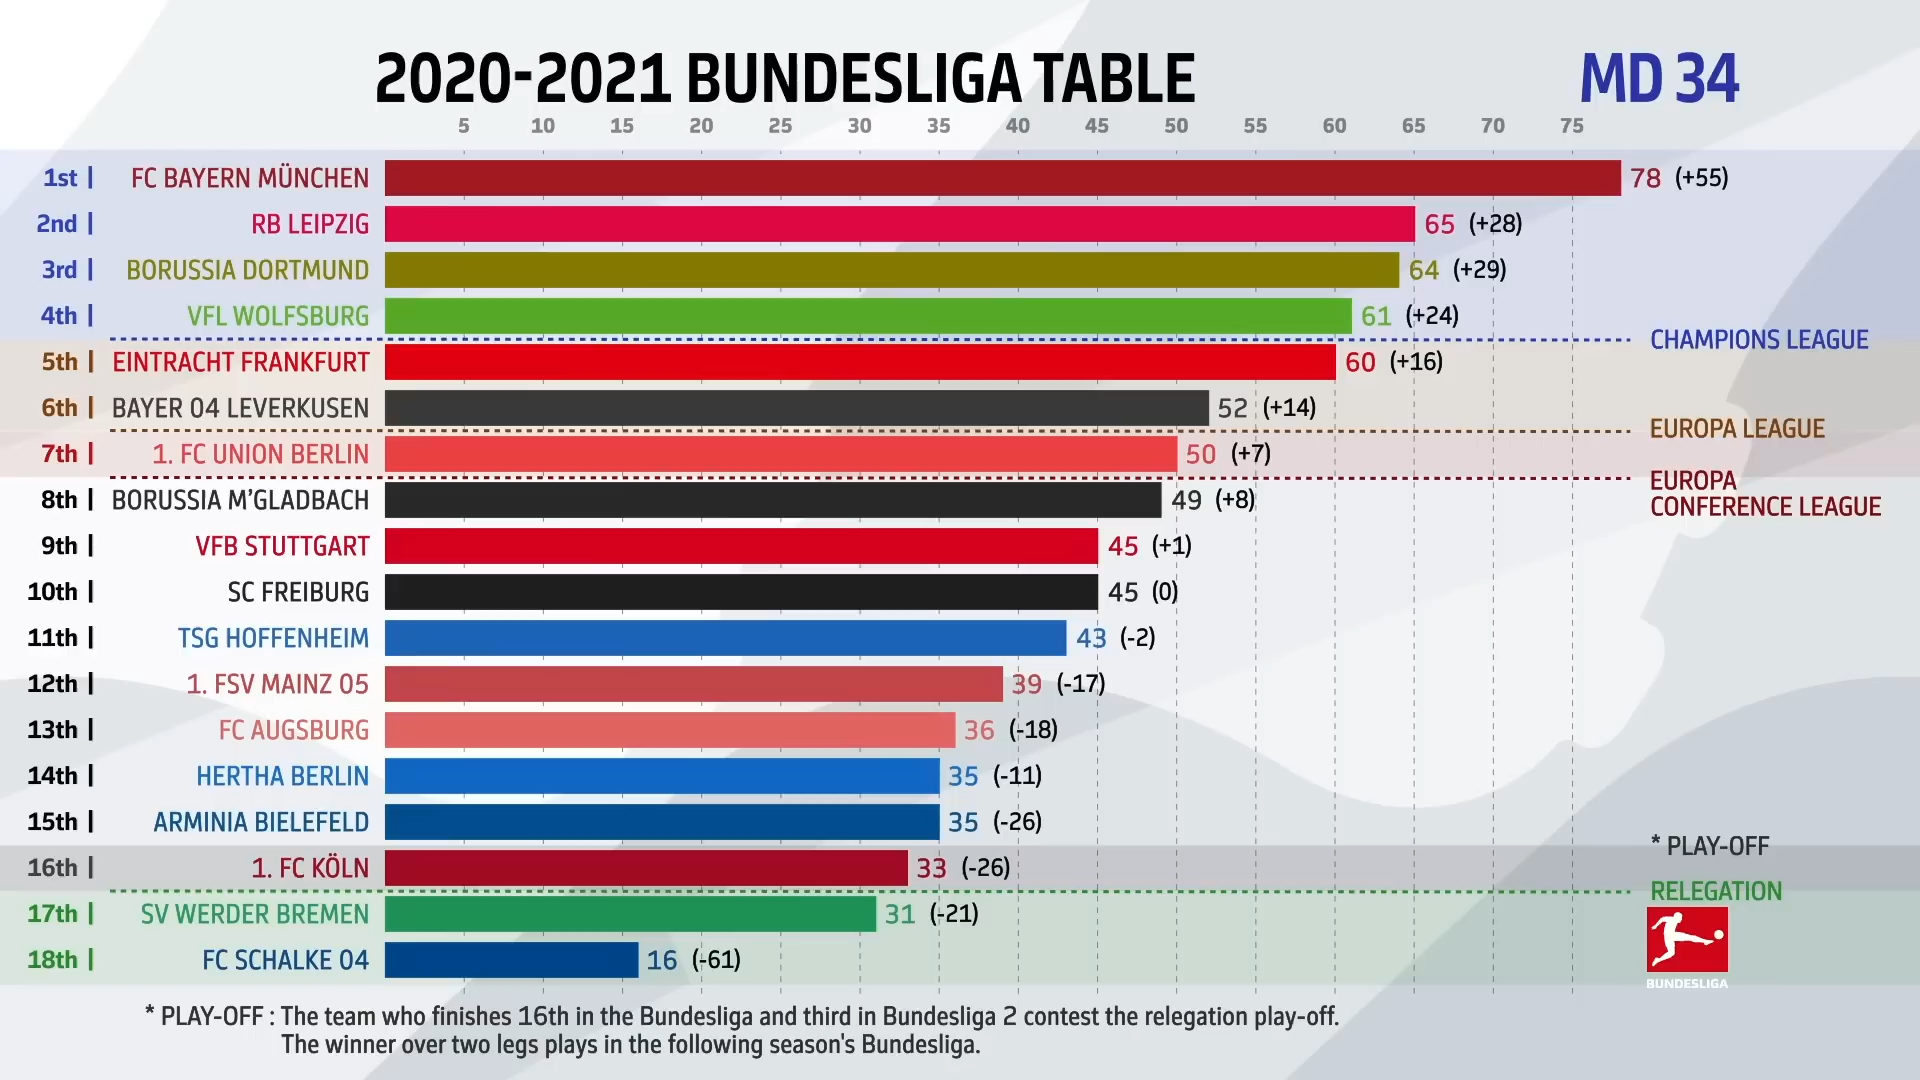 2020-2021 BUNDESLIGA TABLE
MD 34
5 10 15 20 25 30 35 40 45 50 55 60 65 70 75
1st | FC BAYERN MÜNCHEN 78 (+55)
2nd | RB LEIPZIG 65 (+28)
3rd | BORUSSIA DORTMUND 64 (+29)
4th | VFL WOLFSBURG 61 (+24)
CHAMPIONS LEAGUE
5th | EINTRACHT FRANKFURT 60 (+16)
6th | BAYER 04 LEVERKUSEN 52 (+14)
EUROPA LEAGUE
7th | 1. FC UNION BERLIN 50 (+7)
EUROPA
CONFERENCE LEAGUE
8th | BORUSSIA M'GLADBACH 49 (+8)
9th | VFB STUTTGART 45 (+1)
10th | SC FREIBURG 45 (0)
11th | TSG HOFFENHEIM 43 (-2)
12th | 1. FSV MAINZ 05 39 (-17)
13th | FC AUGSBURG 36 (-18)
14th | HERTHA BERLIN 35 (-11)
15th | ARMINIA BIELEFELD 35 (-26)
* PLAY-OFF
16th | 1. FC KÖLN 33 (-26)
RELEGATION
17th | SV WERDER BREMEN 31 (-21)
18th | FC SCHALKE 04 16 (-61)
BUNDESLIGA
* PLAY-OFF : The team who finishes 16th in the Bundesliga and third in Bundesliga 2 contest the relegation play-off.
The winner over two legs plays in the following season's Bundesliga.